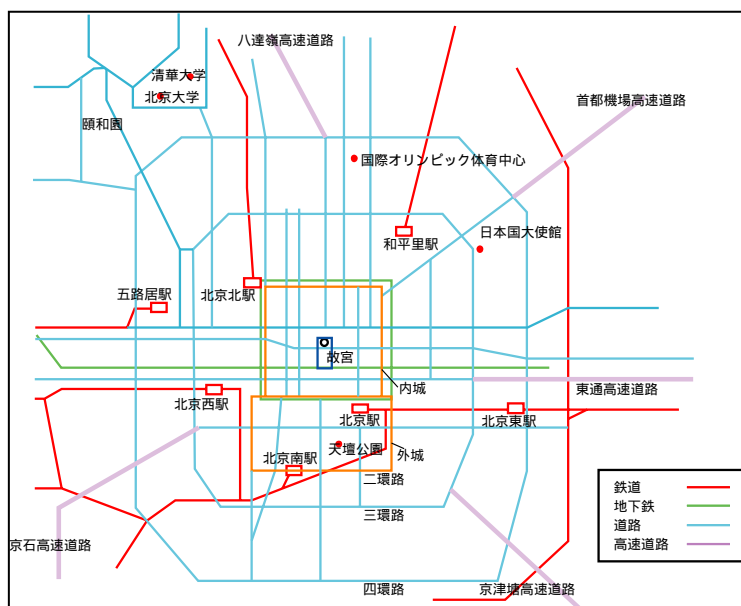 八達嶺高速道路
清華大学
北京大学
首都機場高速道路
頤和園
国際オリンピック体育中心
日本国大使館
和平里駅
五路居駅
北京北駅
故宮
内城
東通高速道路
北京西駅
北京駅
北京東駅
天壇公園
外城
北京南駅
二環路
三環路
京石高速道路
四環路
京津塘高速道路
鉄道
地下鉄
道路
高速道路